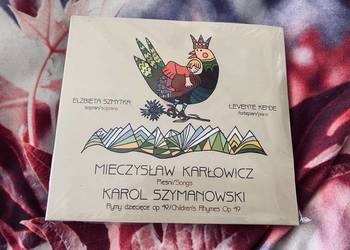 ELŻBIETA SZMYTKA
sopran/soprano
LEVENTE KENDE
fortepian/piano
MIECZYSŁAW KARŁOWICZ
Pieśni/Songs
KAROL SZYMANOWSKI
Rymy dziecięce op 49/Children's Rhymes Op 49